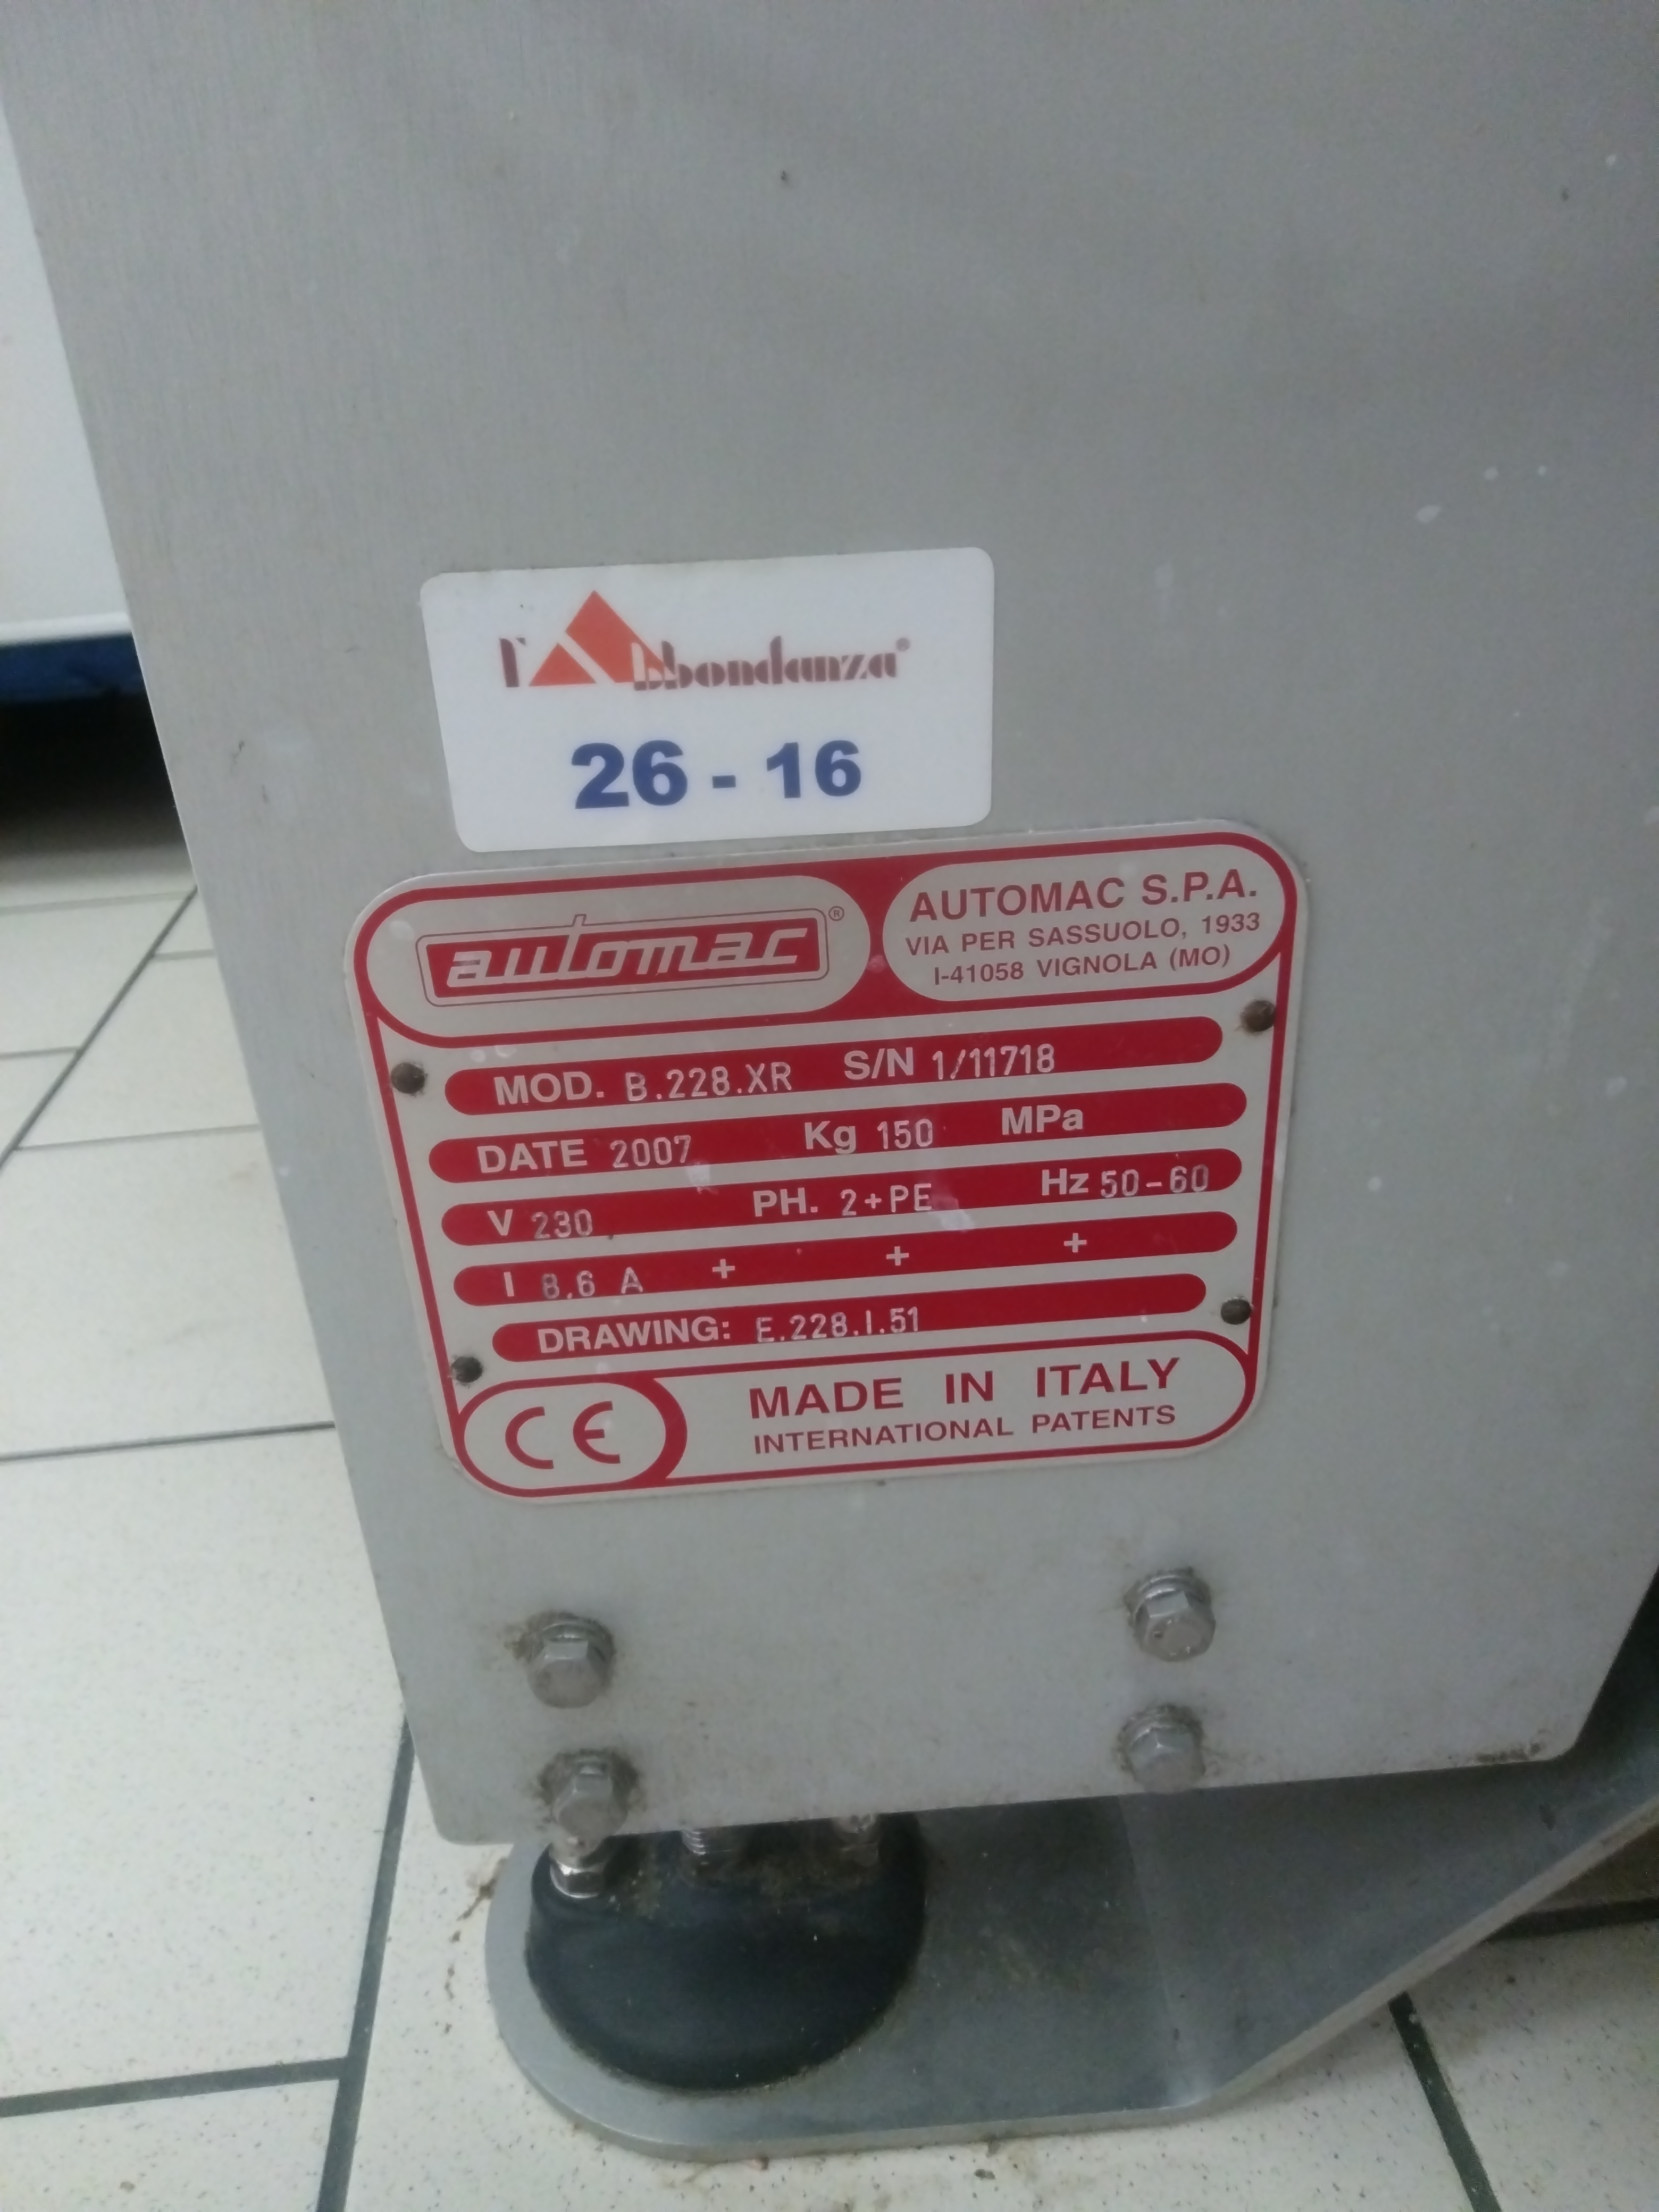 l'Abbondanza®
26 - 16
automac®
AUTOMAC S.P.A.
VIA PER SASSUOLO, 1933
I-41058 VIGNOLA (MO)
MOD. B.228.XR S/N 1/11718
DATE 2007 Kg 150 MPa
V 230 PH. 2+PE Hz 50-60
I 8,6 A + + +
DRAWING: E.228.I.51
CE
MADE IN ITALY
INTERNATIONAL PATENTS